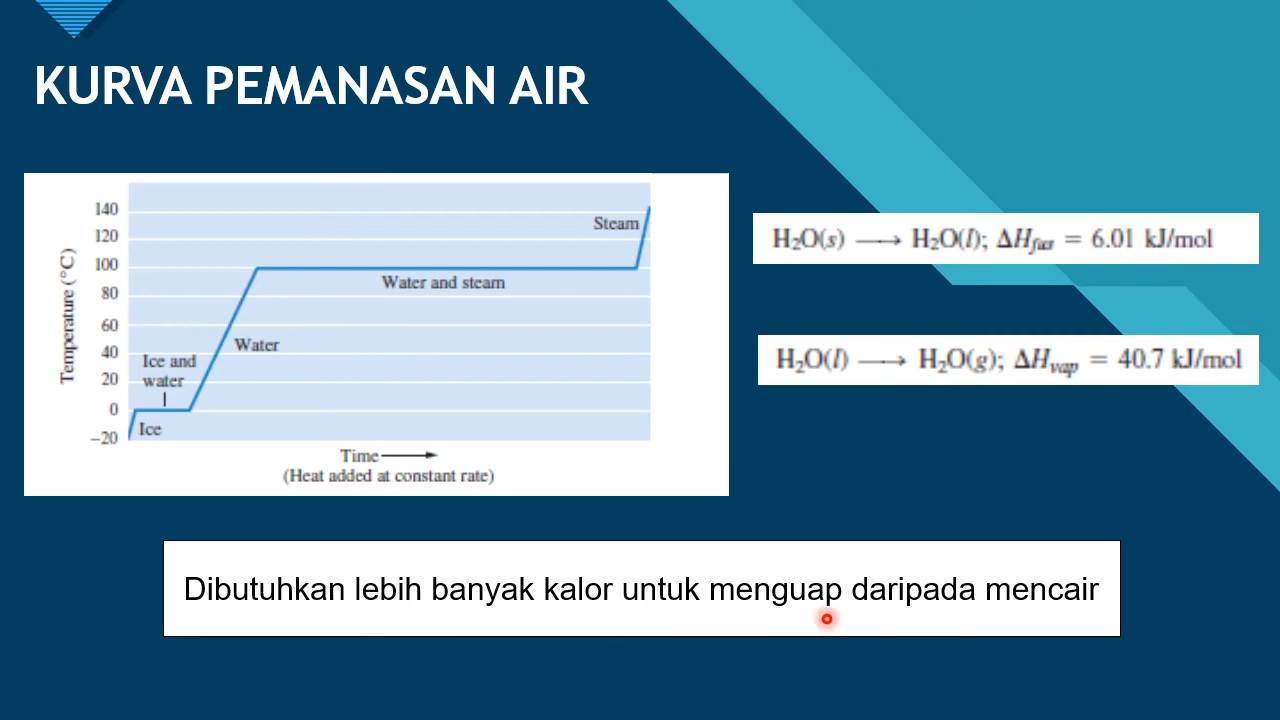 KURVA PEMANASAN AIR
Temperature (°C)
140
120
100
80
60
40
20
0
−20
Steam
Water and steam
Water
Ice and
water
Ice
Time
(Heat added at constant rate)
H₂O(s) ⟶ H₂O(l); ΔH_fus = 6.01 kJ/mol
H₂O(l) ⟶ H₂O(g); ΔH_vap = 40.7 kJ/mol
Dibutuhkan lebih banyak kalor untuk menguap daripada mencair